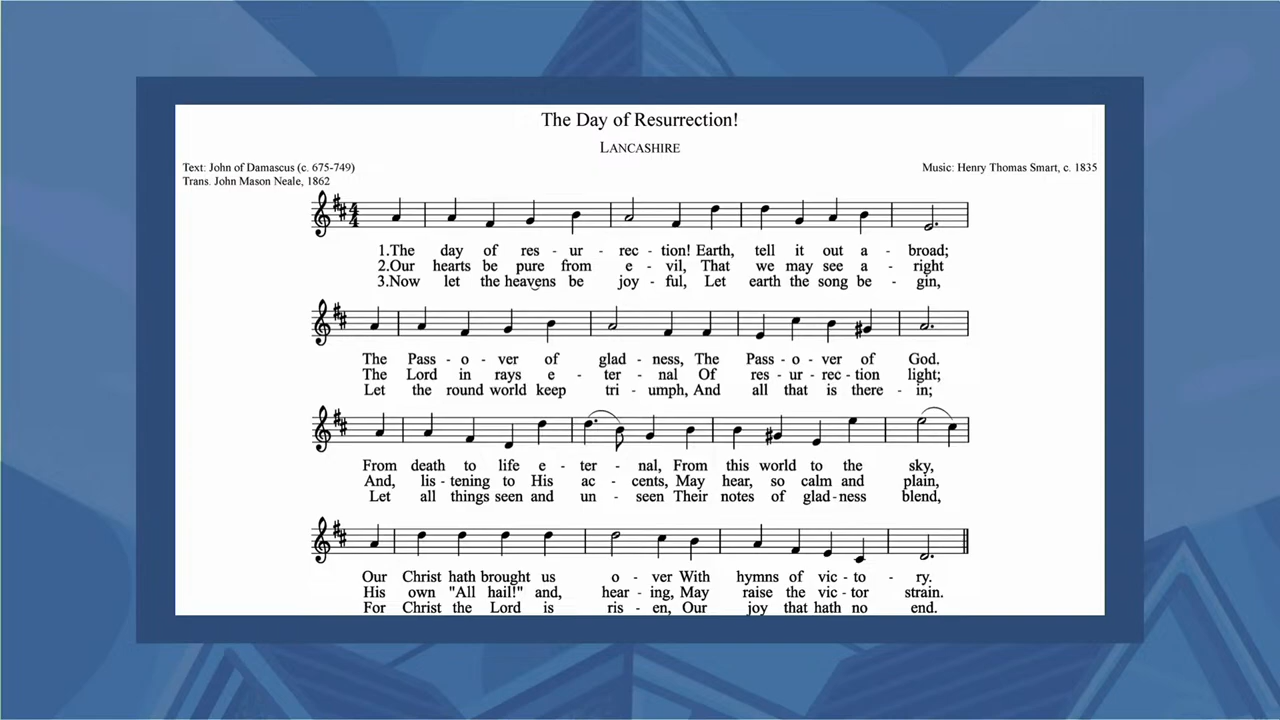 The Day of Resurrection!
LANCASHIRE
Text: John of Damascus (c. 675-749)
Music: Henry Thomas Smart, c. 1835
Trans. John Mason Neale, 1862
4
4
1.The day of res - ur - rec - tion! Earth, tell it out a - broad;
2.Our hearts be pure from e - vil, That we may see a - right
3.Now let the heavens be joy - ful, Let earth the song be - gin,
The Pass - o - ver of glad - ness, The Pass - o - ver of God.
The Lord in rays e - ter - nal Of res - ur - rec - tion light;
Let the round world keep tri - umph, And all that is there - in;
From death to life e - ter - nal, From this world to the sky,
And, lis - tening to His ac - cents, May hear, so calm and plain,
Let all things seen and un - seen Their notes of glad - ness blend,
Our Christ hath brought us o - ver With hymns of vic - to - ry.
His own "All hail!" and, hear - ing, May raise the vic - tor strain.
For Christ the Lord is ris - en, Our joy that hath no end.